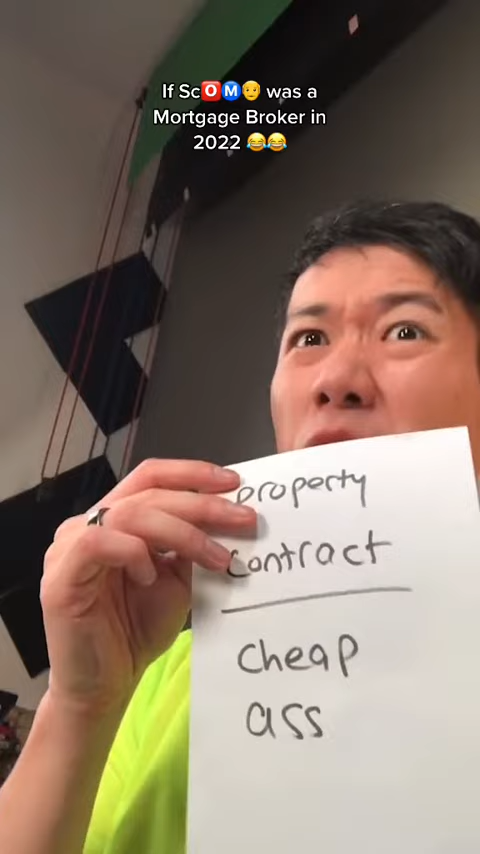 If Sc🅾️Ⓜ️🫡 was a
Mortgage Broker in
2022 😂😂
property
contract
cheap
ass